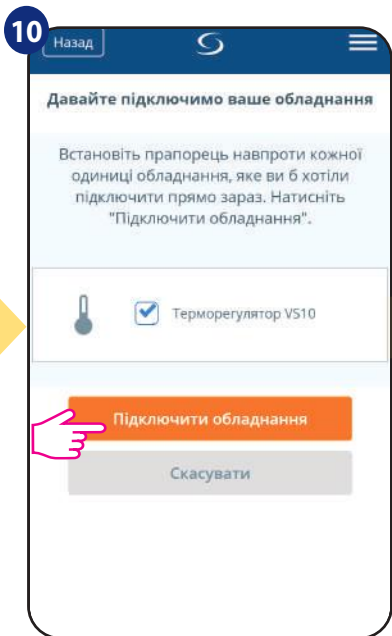 10
Назад
Давайте підключимо ваше обладнання
Встановіть прапорець навпроти кожної
одиниці обладнання, яке ви б хотіли
підключити прямо зараз. Натисніть
"Підключити обладнання".
Терморегулятор VS10
Підключити обладнання
Скасувати